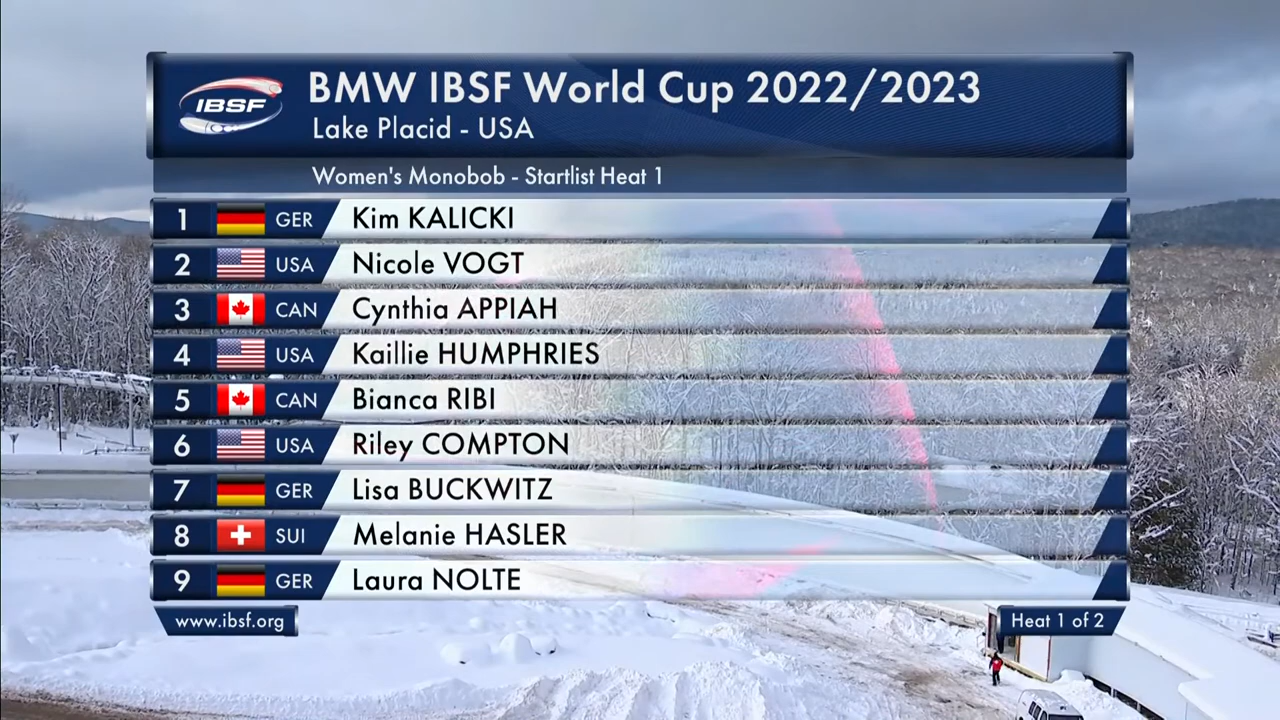 IBSF
BMW IBSF World Cup 2022/2023
Lake Placid - USA
Women's Monobob - Startlist Heat 1
1 GER Kim KALICKI
2 USA Nicole VOGT
3 CAN Cynthia APPIAH
4 USA Kaillie HUMPHRIES
5 CAN Bianca RIBI
6 USA Riley COMPTON
7 GER Lisa BUCKWITZ
8 SUI Melanie HASLER
9 GER Laura NOLTE
www.ibsf.org
Heat 1 of 2